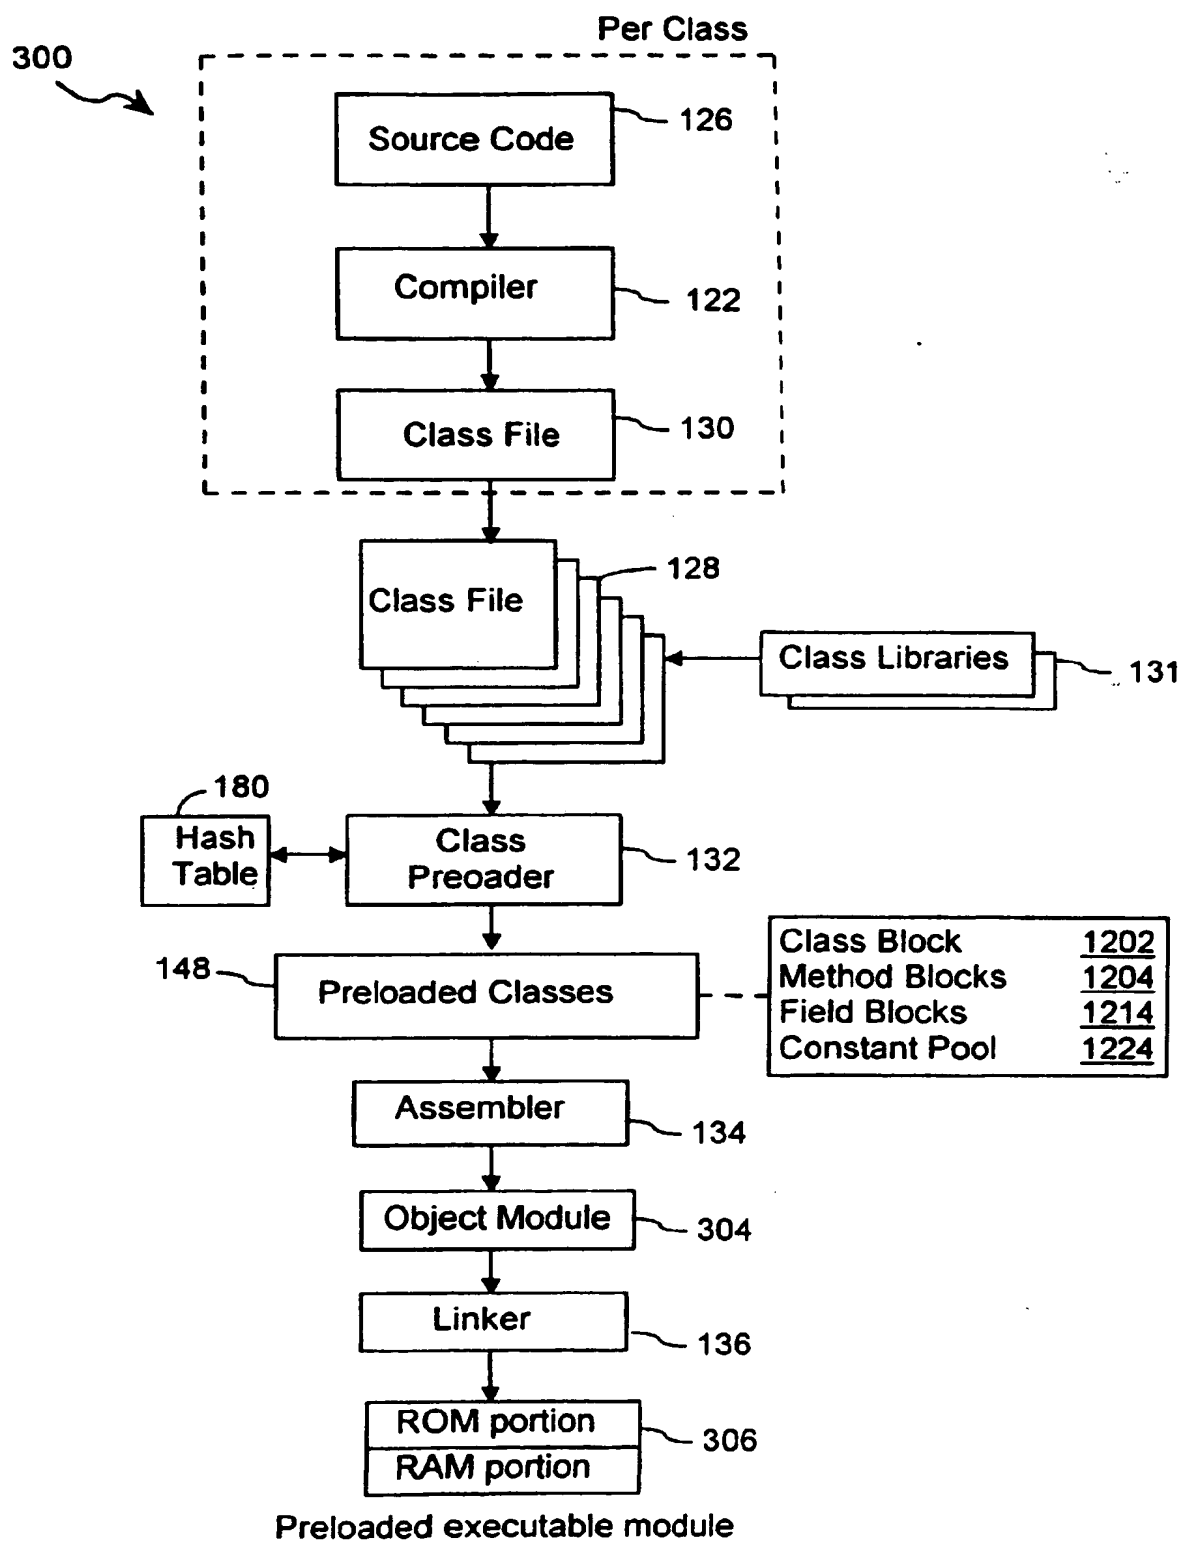 Per Class
300
Source Code
126
Compiler
122
Class File
130
Class File
128
Class Libraries
131
180
Hash
Table
Class
Preoader
132
148
Preloaded Classes
Class Block 1202
Method Blocks 1204
Field Blocks 1214
Constant Pool 1224
Assembler
134
Object Module
304
Linker
136
ROM portion
306
RAM portion
Preloaded executable module